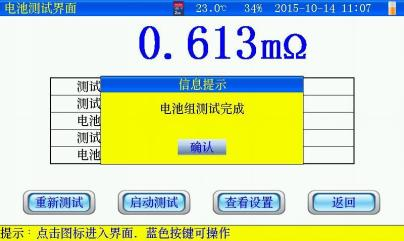 电池测试界面 23.0℃ 34% 2015-10-14 11:07
0.613mΩ
测试
测试
电池
测试
电池
信息提示
电池组测试完成
确认
重新测试 启动测试 查看设置 返回
提示：点击图标进入界面．蓝色按键可操作